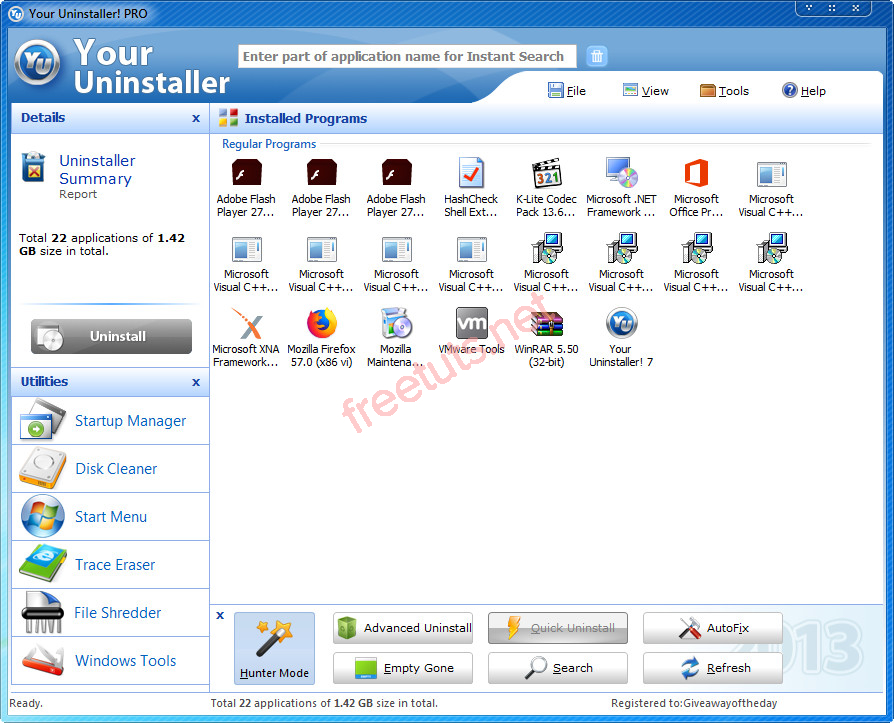 Your Uninstaller! PRO
Your
Uninstaller
Enter part of application name for Instant Search
File View Tools Help
Details x
Installed Programs
Uninstaller
Summary
Report
Total 22 applications of 1.42
GB size in total.
Uninstall
Regular Programs
Adobe Flash
Player 27...
Adobe Flash
Player 27...
Adobe Flash
Player 27...
HashCheck
Shell Ext...
K-Lite Codec
Pack 13.6...
Microsoft .NET
Framework ...
Microsoft
Office Pr...
Microsoft
Visual C++...
Microsoft
Visual C++...
Microsoft
Visual C++...
Microsoft
Visual C++...
Microsoft
Visual C++...
Microsoft
Visual C++...
Microsoft
Visual C++...
Microsoft
Visual C++...
Microsoft
Visual C++...
Microsoft XNA
Framework...
Mozilla Firefox
57.0 (x86 vi)
Mozilla
Maintena...
VMware Tools
WinRAR 5.50
(32-bit)
Your
Uninstaller! 7
freetuts.net
Utilities x
Startup Manager
Disk Cleaner
Start Menu
Trace Eraser
File Shredder
Windows Tools
x
Hunter Mode
Advanced Uninstall
Quick Uninstall
AutoFix
Empty Gone
Search
Refresh
2013
Ready.
Total 22 applications of 1.42 GB size in total.
Registered to:Giveawayoftheday